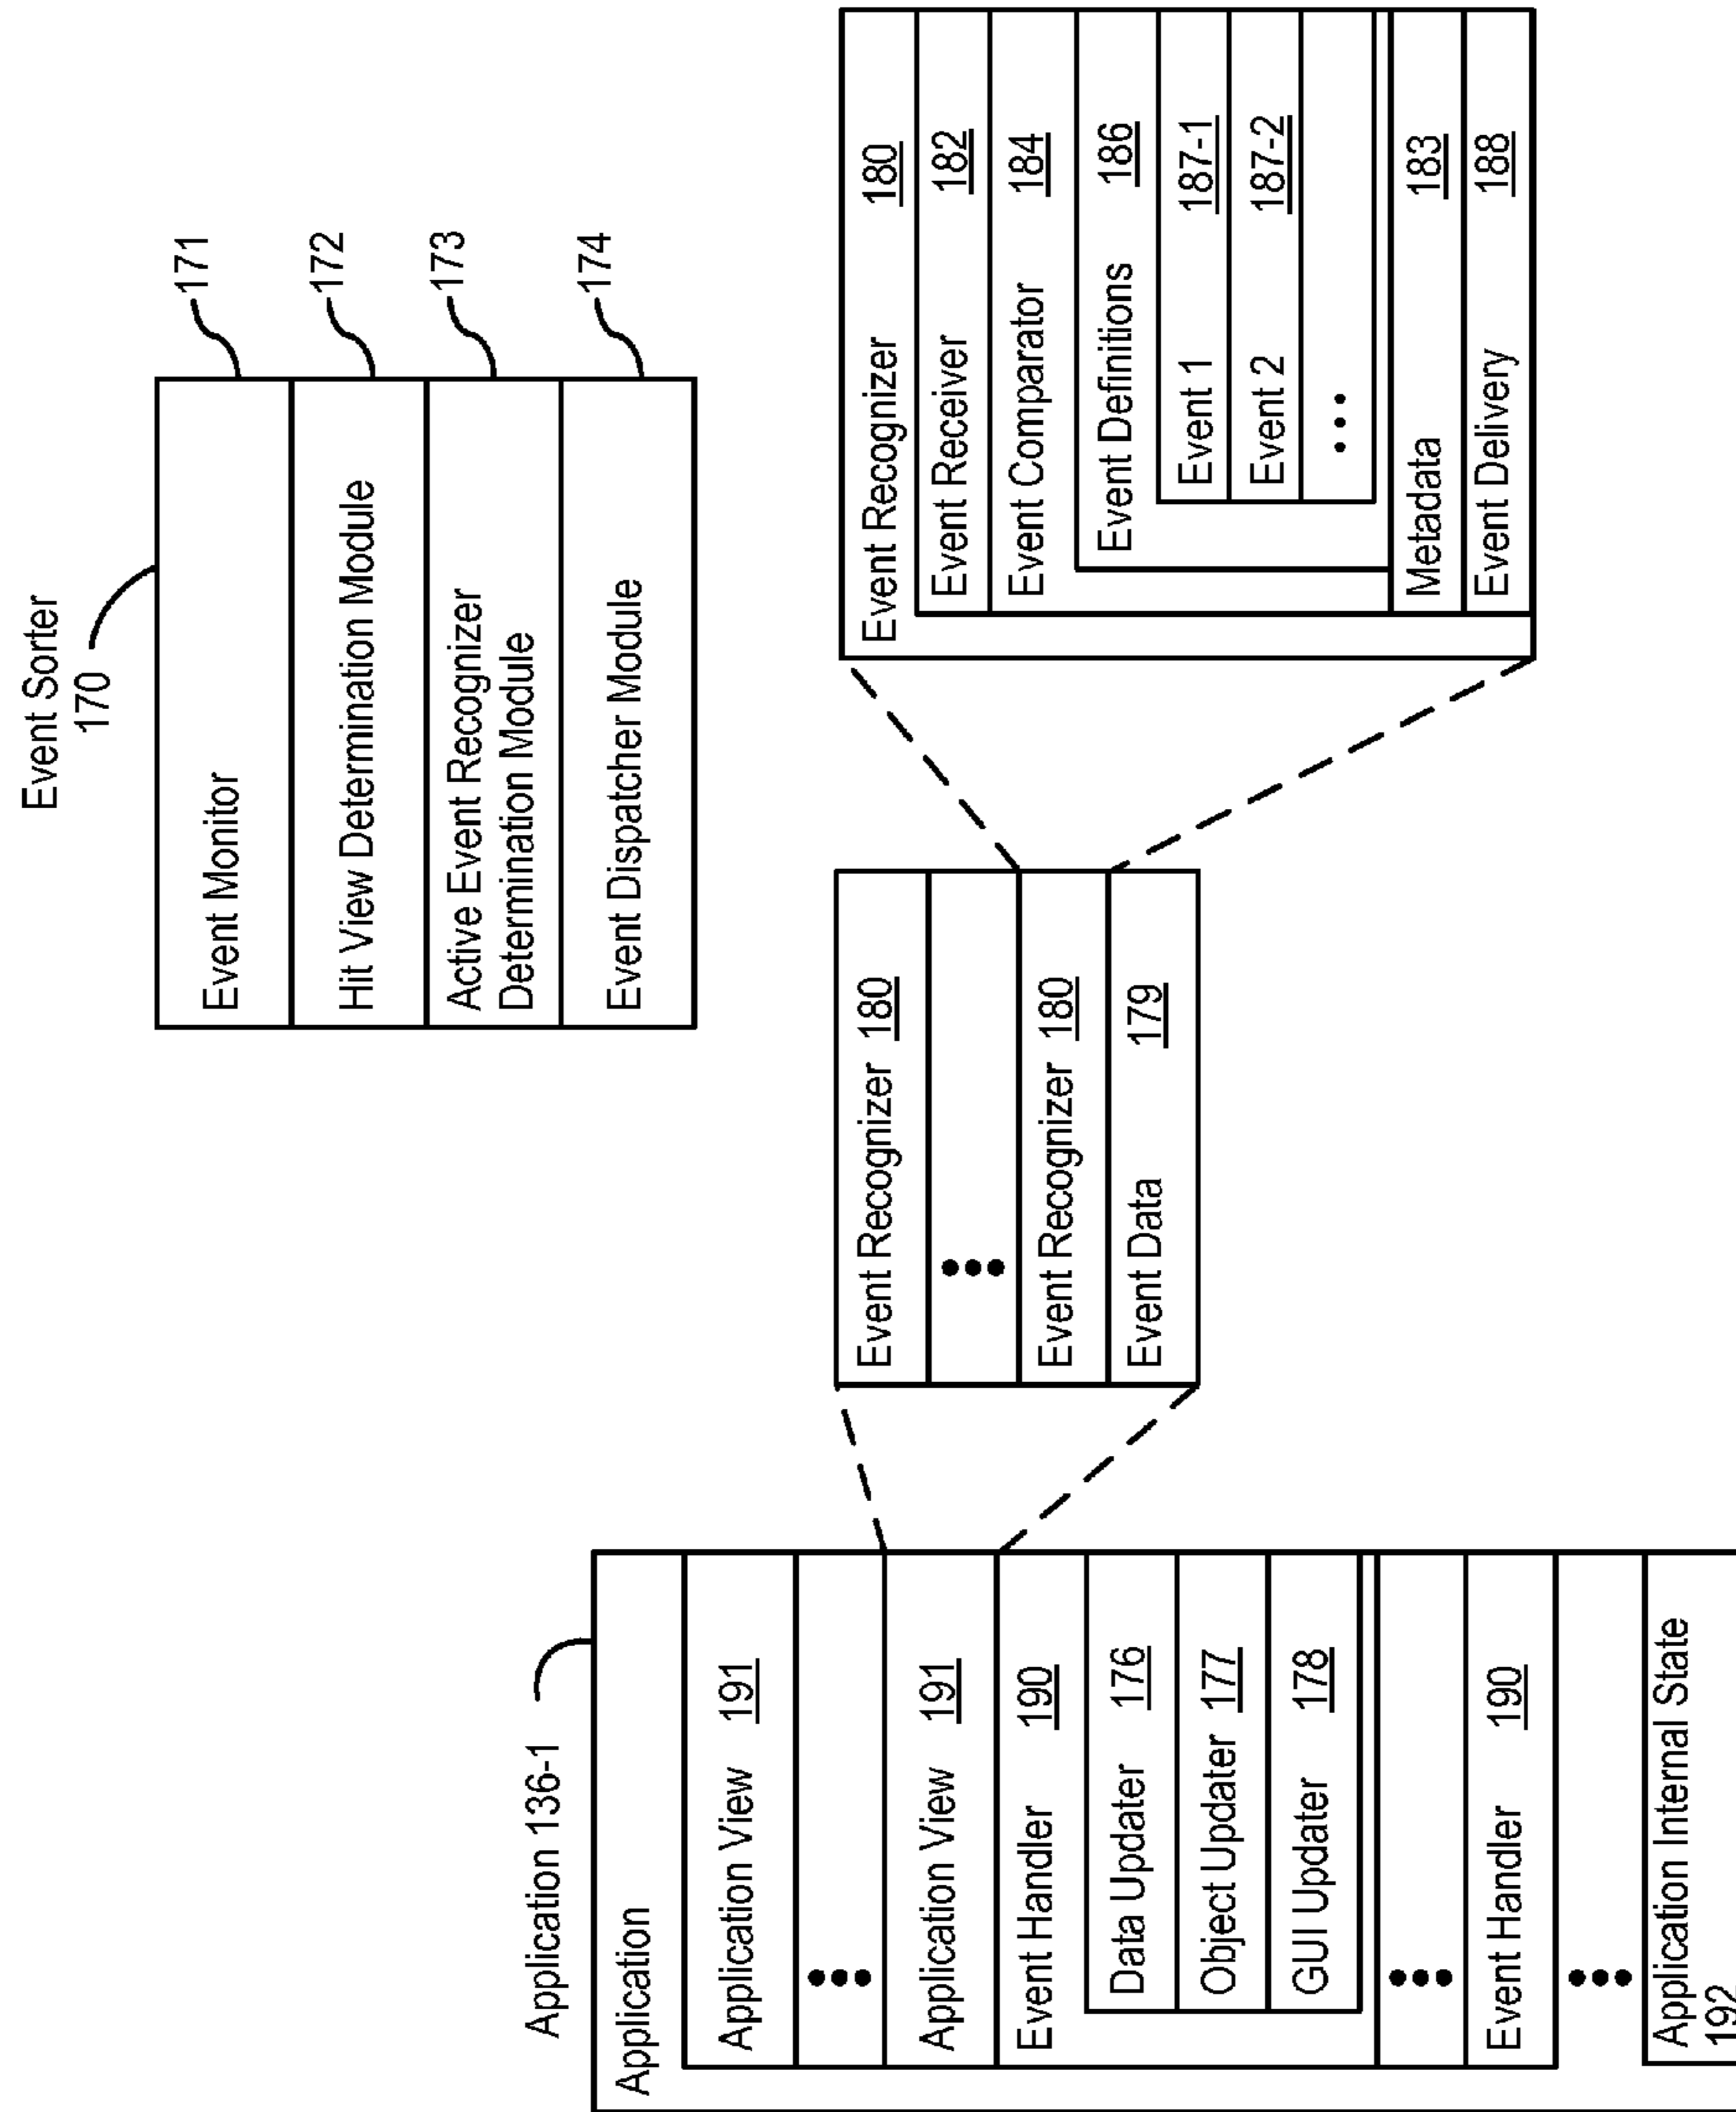 Event Sorter
170
Event Monitor
171
Hit View Determination Module
172
Active Event Recognizer
Determination Module
173
Event Dispatcher Module
174
Application 136-1
Application
Application View 191
•••
Application View 191
Event Handler 190
Data Updater 176
Object Updater 177
GUI Updater 178
•••
Event Handler 190
•••
Application Internal State
192
Event Recognizer 180
•••
Event Recognizer 180
Event Data 179
Event Recognizer 180
Event Receiver 182
Event Comparator 184
Event Definitions 186
Event 1 187-1
Event 2 187-2
•••
Metadata 183
Event Delivery 188